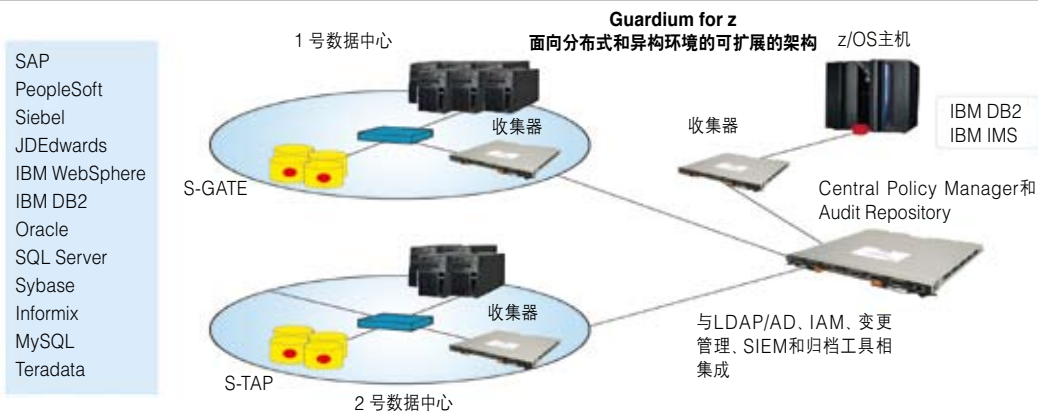 Guardium for z
面向分布式和异构环境的可扩展的架构
SAP
PeopleSoft
Siebel
JDEdwards
IBM WebSphere
IBM DB2
Oracle
SQL Server
Sybase
Informix
MySQL
Teradata
1 号数据中心
收集器
S-GATE
收集器
S-TAP
2 号数据中心
z/OS主机
IBM DB2
IBM IMS
收集器
Central Policy Manager和
Audit Repository
与LDAP/AD、IAM、变更
管理、SIEM和归档工具相
集成